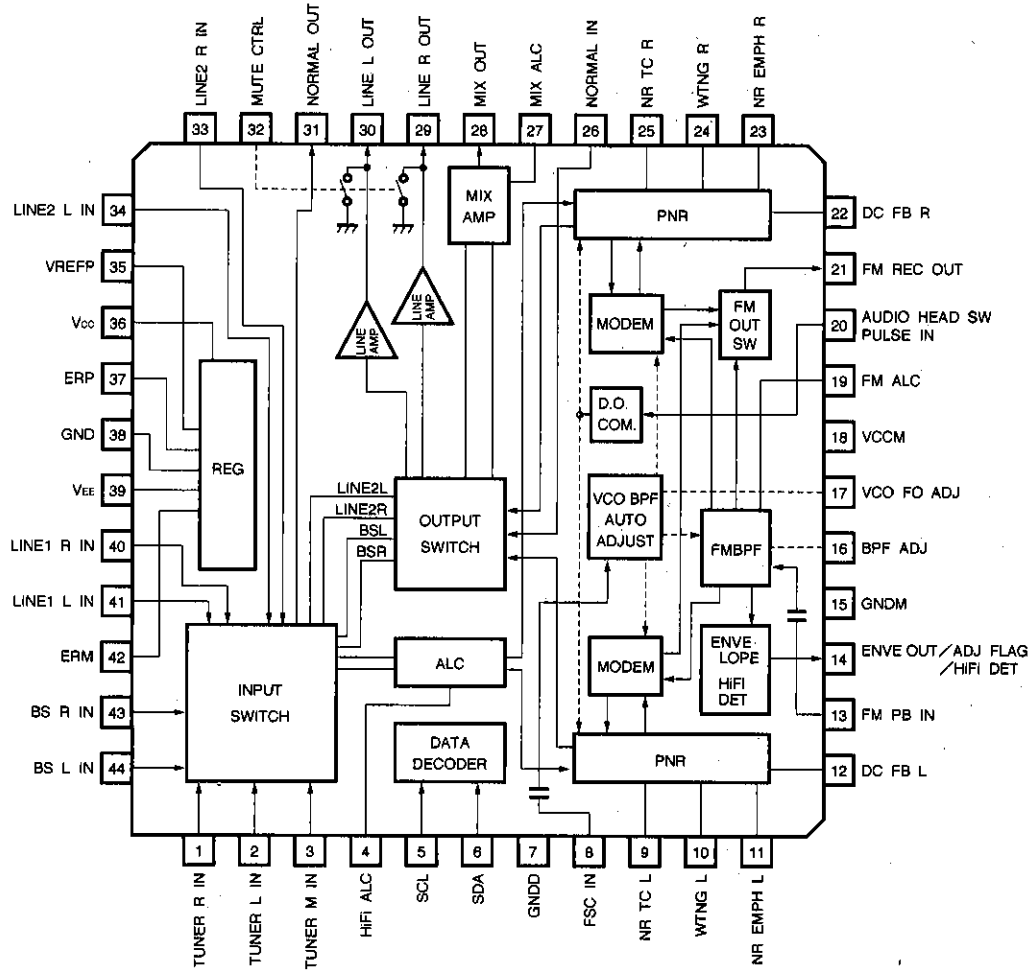 LINE2 R IN
MUTE CTRL
NORMAL OUT
LINE L OUT
LINE R OUT
MIX OUT
MIX ALC
NORMAL IN
NR TC R
WTNG R
NR EMPH R
33
32
31
30
29
28
27
26
25
24
23
LINE2 L IN
34
VREFP
35
Vcc
36
ERP
37
GND
38
VEE
39
LINE1 R IN
40
LINE1 L IN
41
ERM
42
BS R IN
43
BS L IN
44
REG
INPUT
SWITCH
LINE
AMP
LINE
AMP
MIX
AMP
LINE2L
LINE2R
BSL
BSR
OUTPUT
SWITCH
ALC
DATA
DECODER
PNR
MODEM
FM
OUT
SW
D.O.
COM.
VCO BPF
AUTO
ADJUST
FMBPF
MODEM
ENVE
LOPE
HiFi
DET
PNR
22
DC FB R
21
FM REC OUT
20
AUDIO HEAD SW
PULSE IN
19
FM ALC
18
VCCM
17
VCO FO ADJ
16
BPF ADJ
15
GNDM
14
ENVE OUT/ADJ FLAG
/HiFi DET
13
FM PB IN
12
DC FB L
1
2
3
4
5
6
7
8
9
10
11
TUNER R IN
TUNER L IN
TUNER M IN
HiFi ALC
SCL
SDA
GNDD
FSC IN
NR TC L
WTNG L
NR EMPH L